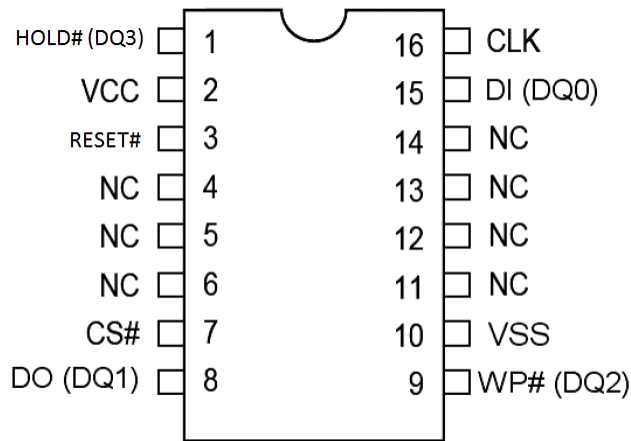 HOLD# (DQ3) 1 16 CLK
VCC 2 15 DI (DQ0)
RESET# 3 14 NC
NC 4 13 NC
NC 5 12 NC
NC 6 11 NC
CS# 7 10 VSS
DO (DQ1) 8 9 WP# (DQ2)